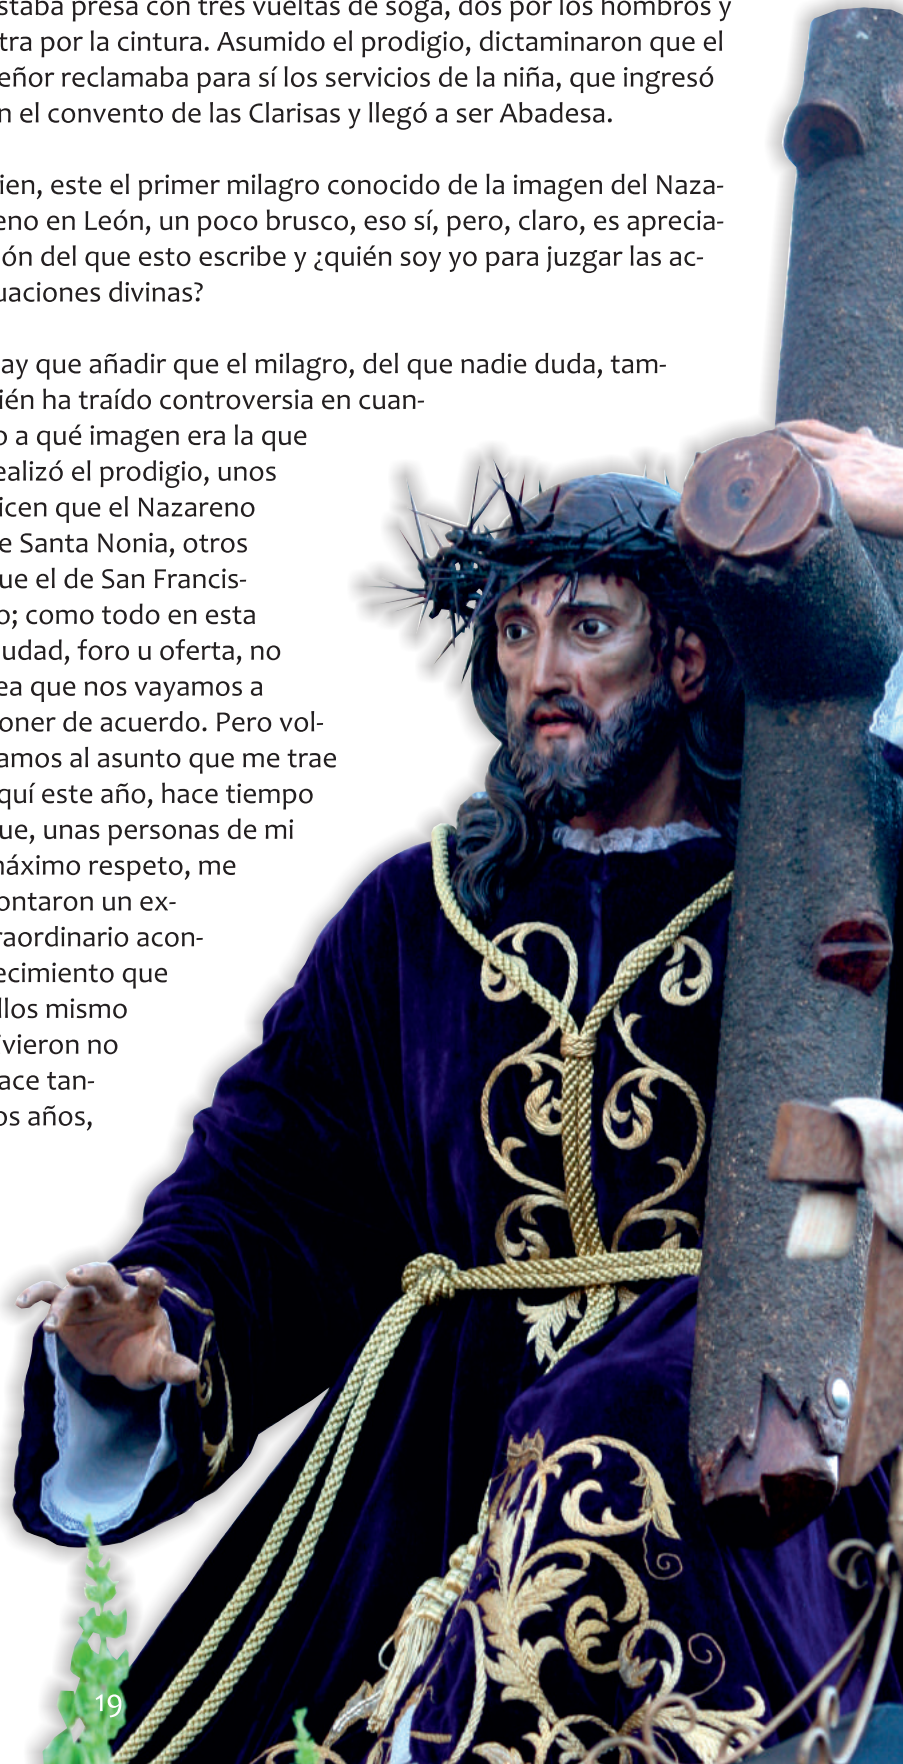 staba presa con tres vueltas de soga, dos por los hombros y
tra por la cintura. Asumido el prodigio, dictaminaron que el
eñor reclamaba para sí los servicios de la niña, que ingresó
n el convento de las Clarisas y llegó a ser Abadesa.
ien, este el primer milagro conocido de la imagen del Naza-
eno en León, un poco brusco, eso sí, pero, claro, es aprecia-
ón del que esto escribe y ¿quién soy yo para juzgar las ac-
uaciones divinas?
ay que añadir que el milagro, del que nadie duda, tam-
ién ha traído controversia en cuan-
o a qué imagen era la que
ealizó el prodigio, unos
icen que el Nazareno
e Santa Nonia, otros
ue el de San Francis-
o; como todo en esta
udad, foro u oferta, no
ea que nos vayamos a
oner de acuerdo. Pero vol-
amos al asunto que me trae
quí este año, hace tiempo
ue, unas personas de mi
máximo respeto, me
ontaron un ex-
raordinario acon-
ecimiento que
llos mismo
ivieron no
ace tan-
os años,
19